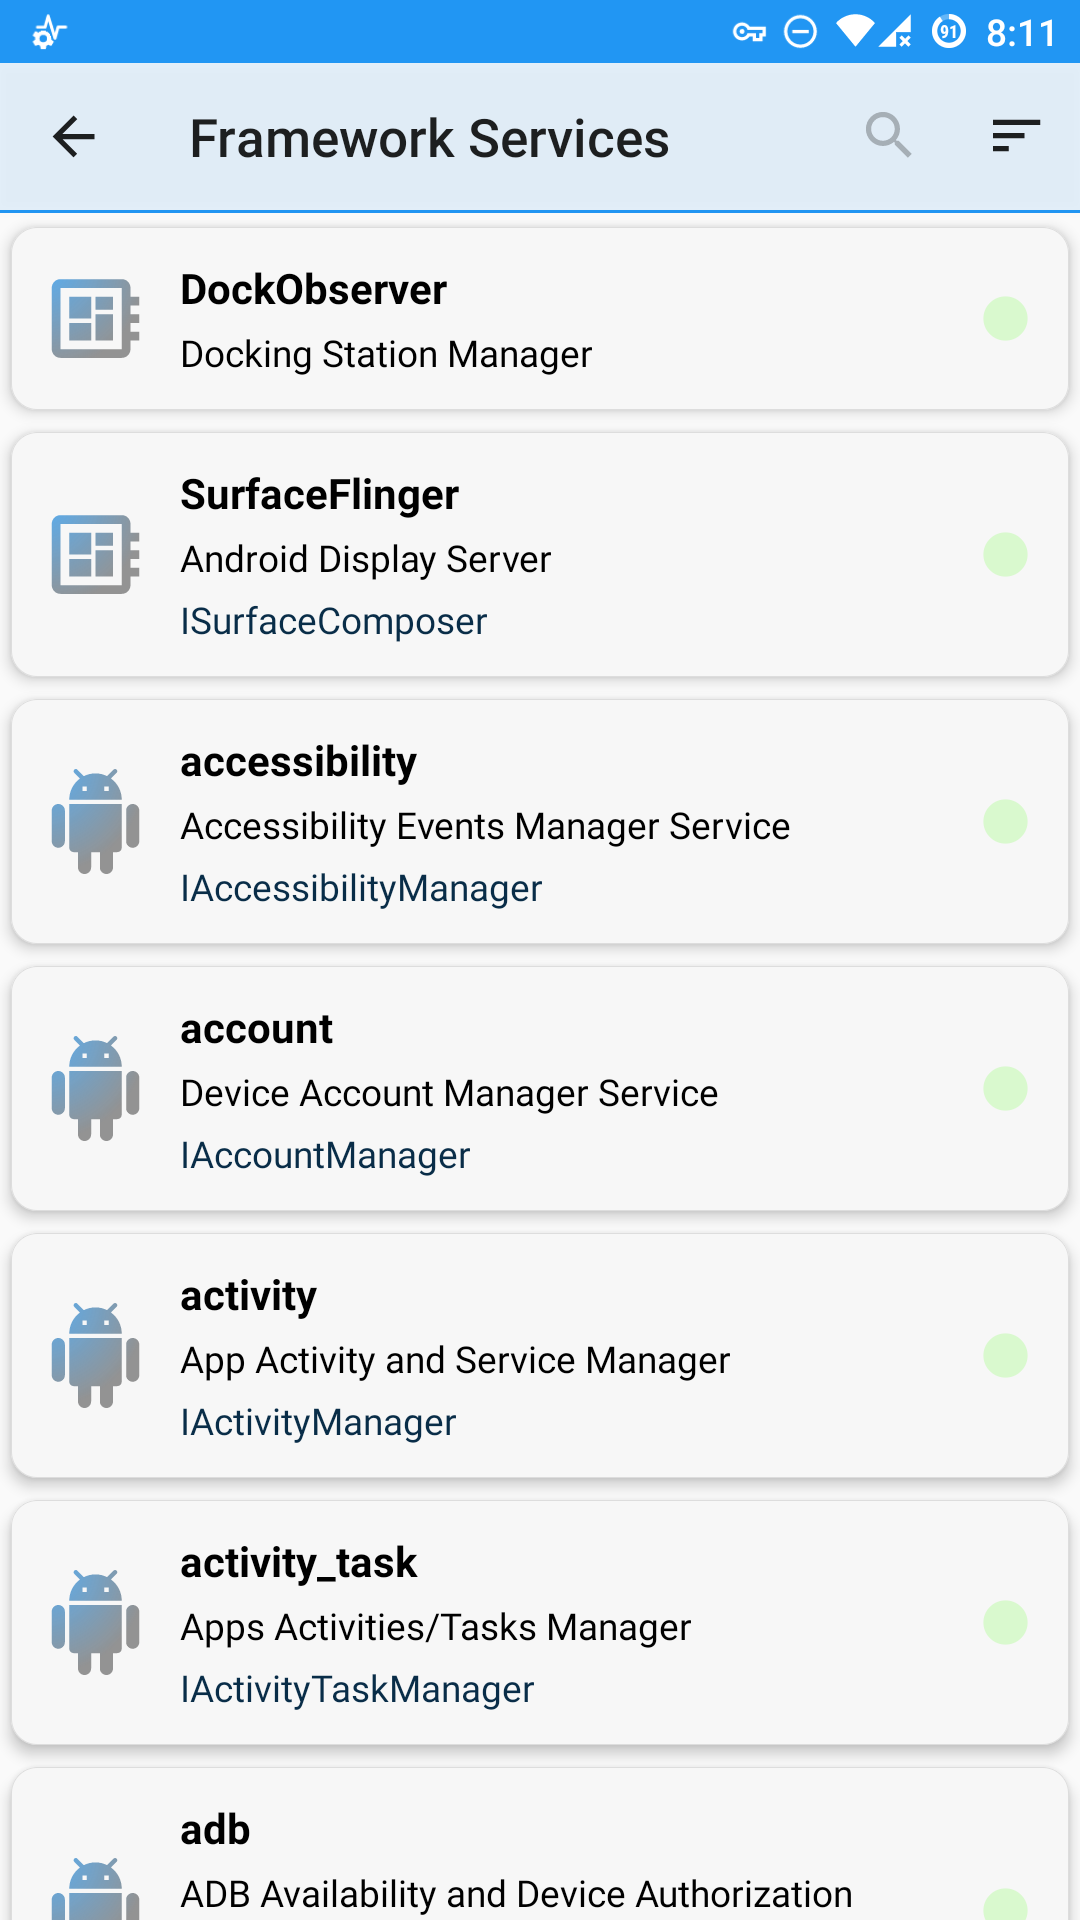 91 8:11
Framework Services
DockObserver
Docking Station Manager
SurfaceFlinger
Android Display Server
ISurfaceComposer
accessibility
Accessibility Events Manager Service
IAccessibilityManager
account
Device Account Manager Service
IAccountManager
activity
App Activity and Service Manager
IActivityManager
activity_task
Apps Activities/Tasks Manager
IActivityTaskManager
adb
ADB Availability and Device Authorization